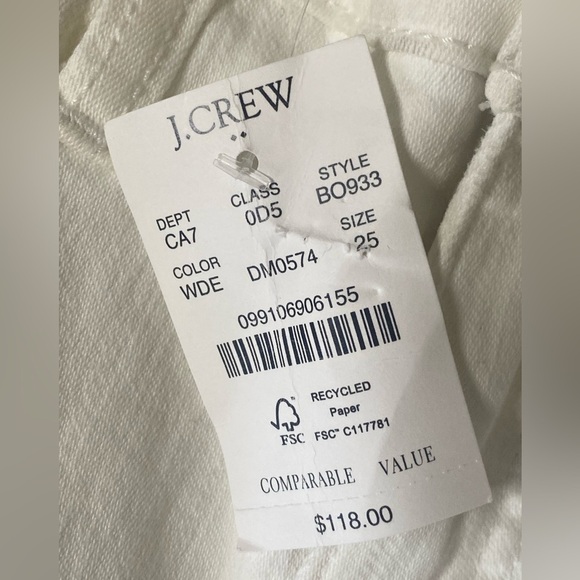 J.CREW
DEPT CLASS STYLE
CA7 0D5 BO933
COLOR SIZE
WDE DM0574 25
099106906155
RECYCLED
Paper
FSC FSC™ C117781
COMPARABLE VALUE
$118.00